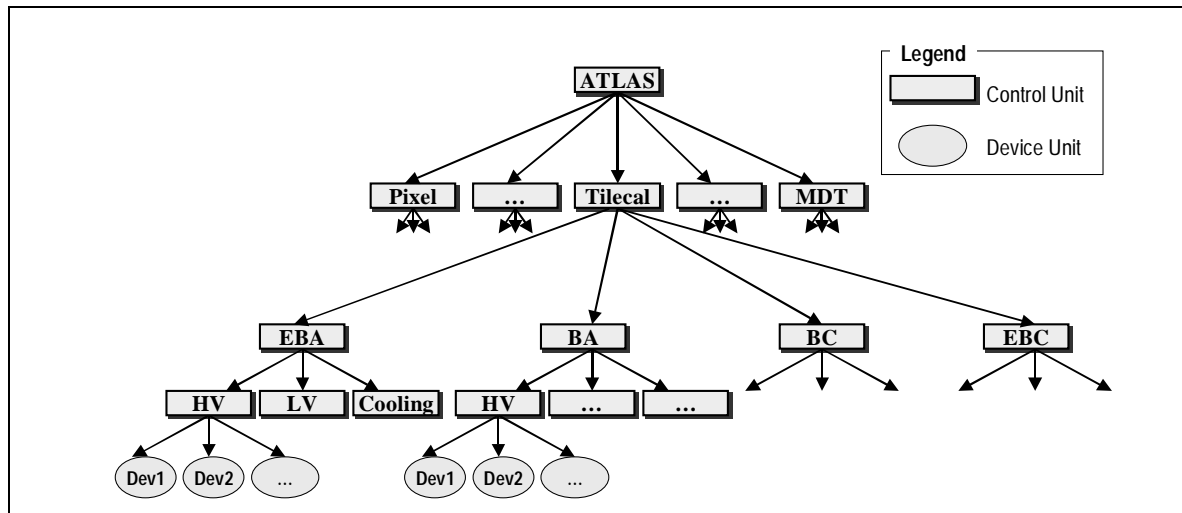 Legend
ATLAS
Control Unit
Device Unit
Pixel ... Tilecal ... MDT
EBA BA BC EBC
HV LV Cooling HV ... ...
Dev1 Dev2 ... Dev1 Dev2 ...